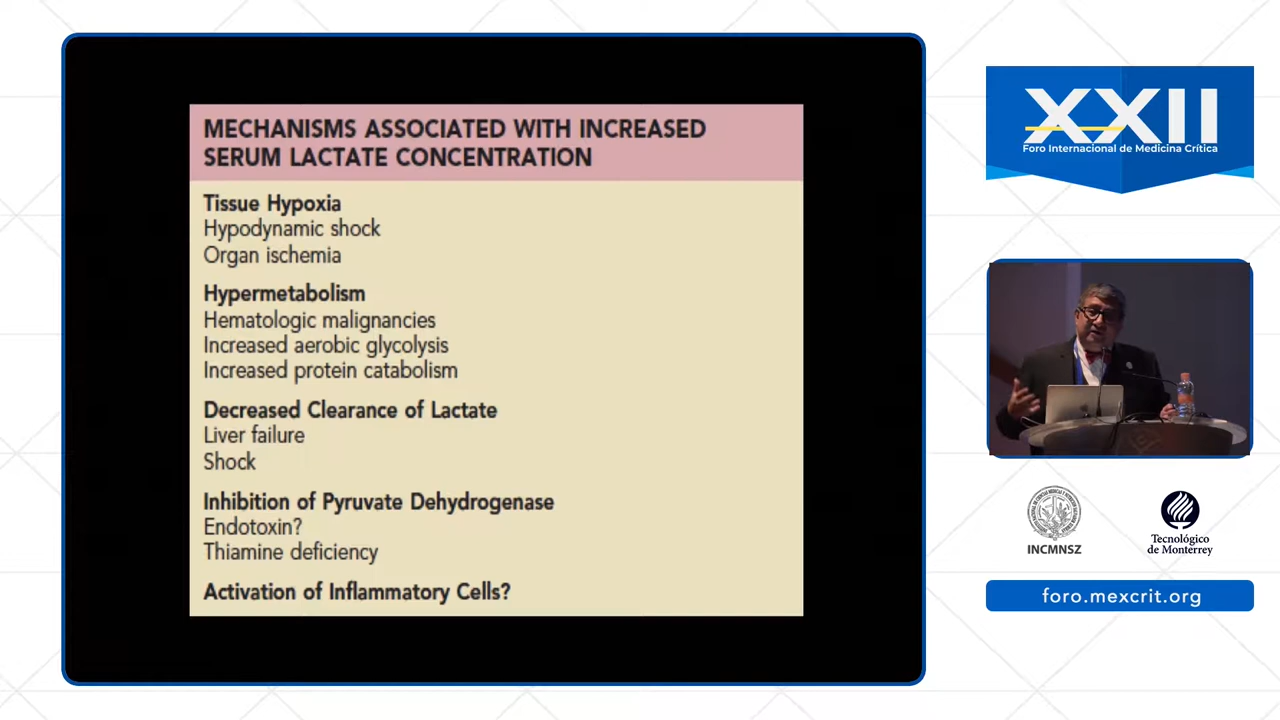 MECHANISMS ASSOCIATED WITH INCREASED
SERUM LACTATE CONCENTRATION
Tissue Hypoxia
Hypodynamic shock
Organ ischemia
Hypermetabolism
Hematologic malignancies
Increased aerobic glycolysis
Increased protein catabolism
Decreased Clearance of Lactate
Liver failure
Shock
Inhibition of Pyruvate Dehydrogenase
Endotoxin?
Thiamine deficiency
Activation of Inflammatory Cells?
XXII
Foro Internacional de Medicina Crítica
INCMNSZ
Tecnológico
de Monterrey
foro.mexcrit.org